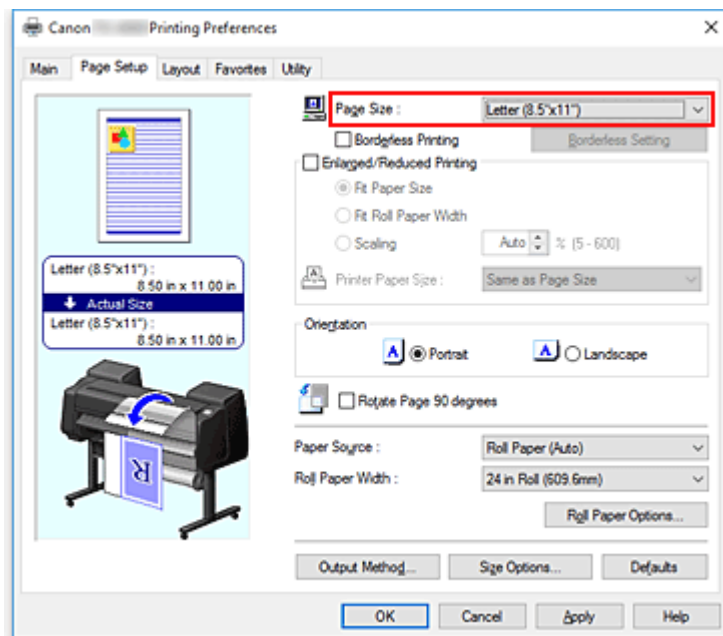 Canon Printing Preferences
Main Page Setup Layout Favorites Utility
Page Size : Letter (8.5"x11")
Borderless Printing Borderless Setting
Enlarged/Reduced Printing
Fit Paper Size
Fit Roll Paper Width
Scaling Auto % (5 - 600)
Printer Paper Size : Same as Page Size
Letter (8.5"x11") :
8.50 in x 11.00 in
Actual Size
Letter (8.5"x11") :
8.50 in x 11.00 in
Orientation
A Portrait A Landscape
Rotate Page 90 degrees
Paper Source : Roll Paper (Auto)
Roll Paper Width : 24 in Roll (609.6mm)
Roll Paper Options...
R
Output Method... Size Options... Defaults
OK Cancel Apply Help